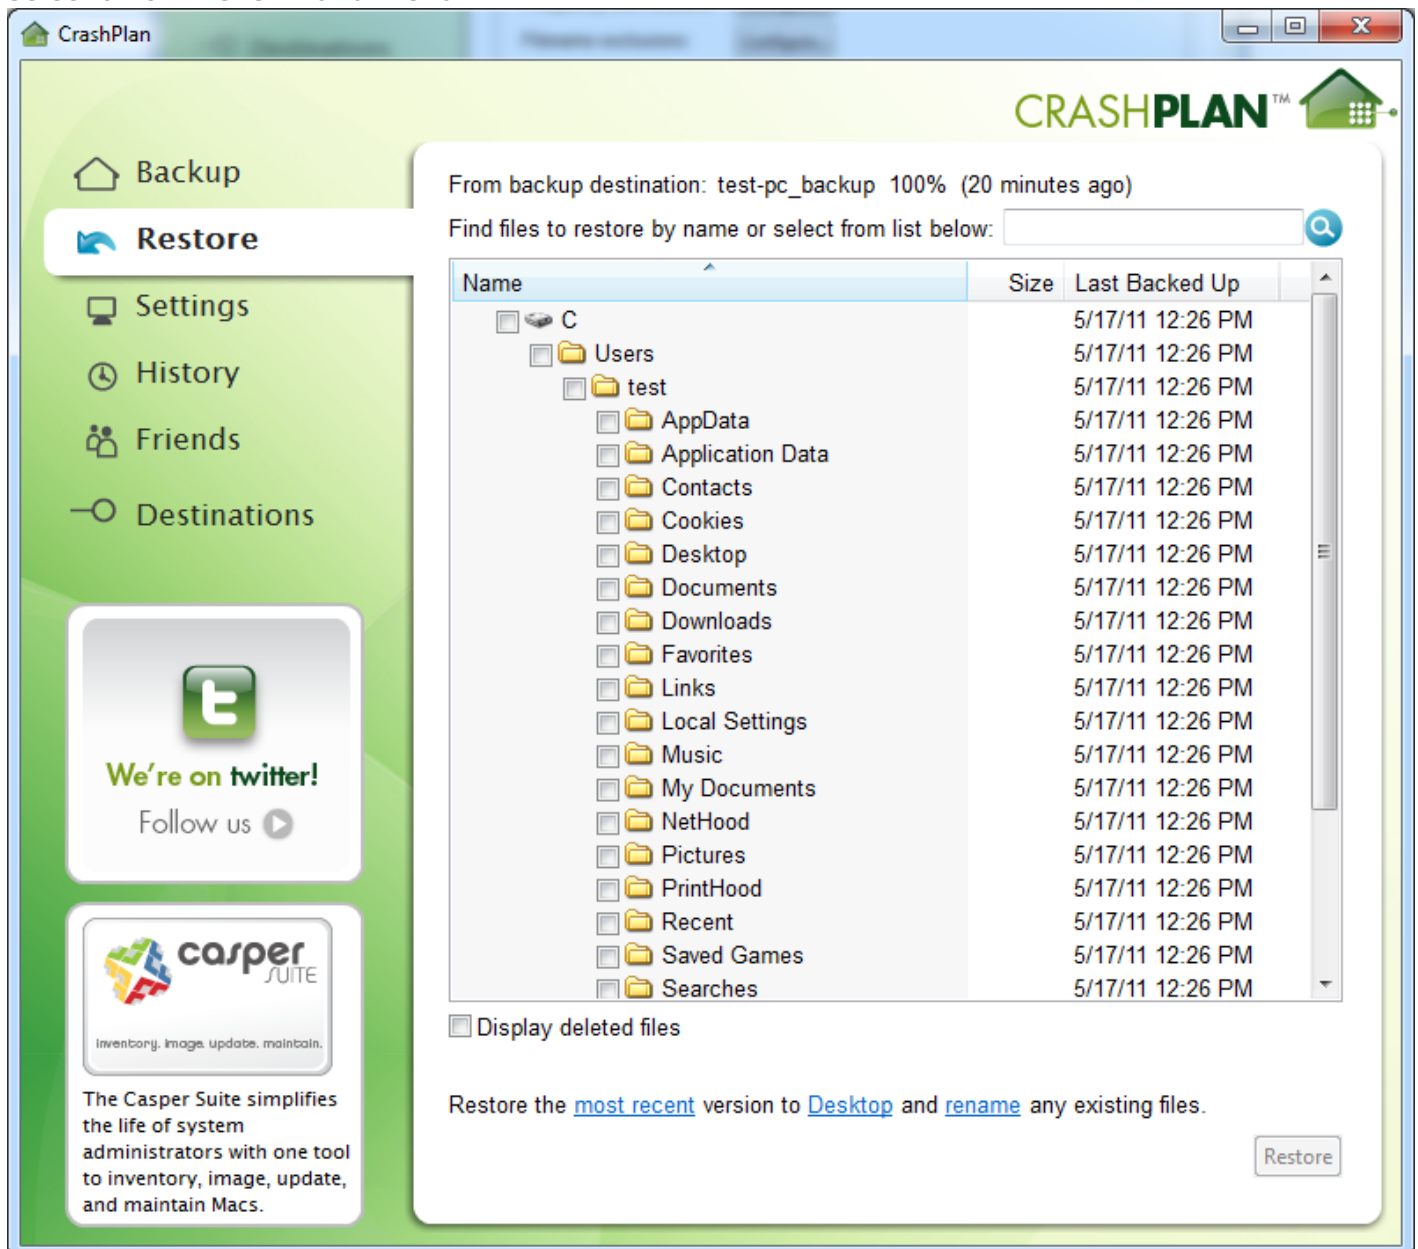 CrashPlan
CRASHPLAN™
Backup
Restore
Settings
History
Friends
Destinations
From backup destination: test-pc_backup 100% (20 minutes ago)
Find files to restore by name or select from list below:
Name Size Last Backed Up
C 5/17/11 12:26 PM
Users 5/17/11 12:26 PM
test 5/17/11 12:26 PM
AppData 5/17/11 12:26 PM
Application Data 5/17/11 12:26 PM
Contacts 5/17/11 12:26 PM
Cookies 5/17/11 12:26 PM
Desktop 5/17/11 12:26 PM
Documents 5/17/11 12:26 PM
Downloads 5/17/11 12:26 PM
Favorites 5/17/11 12:26 PM
Links 5/17/11 12:26 PM
Local Settings 5/17/11 12:26 PM
Music 5/17/11 12:26 PM
My Documents 5/17/11 12:26 PM
NetHood 5/17/11 12:26 PM
Pictures 5/17/11 12:26 PM
PrintHood 5/17/11 12:26 PM
Recent 5/17/11 12:26 PM
Saved Games 5/17/11 12:26 PM
Searches 5/17/11 12:26 PM
Display deleted files
Restore the most recent version to Desktop and rename any existing files.
Restore
t
We're on twitter!
Follow us
casper
SUITE
inventory. image. update. maintain.
The Casper Suite simplifies
the life of system
administrators with one tool
to inventory, image, update,
and maintain Macs.